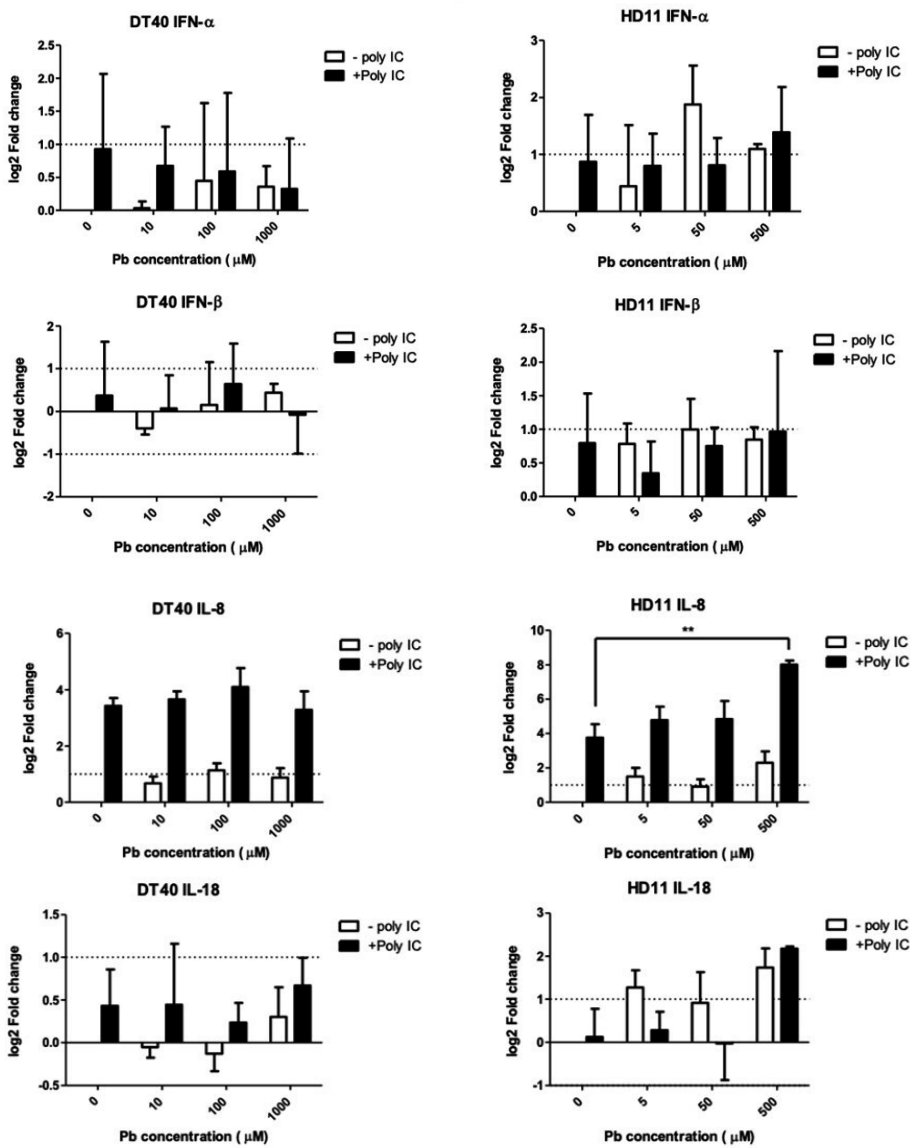 DT40 IFN-α
log2 Fold change
2.5
2.0
1.5
1.0
0.5
0.0
0
10
100
1000
Pb concentration ( μM)
- poly IC
+Poly IC
HD11 IFN-α
log2 Fold change
3
2
1
0
0
5
50
500
Pb concentration ( μM)
- poly IC
+Poly IC
DT40 IFN-β
log2 Fold change
2
1
0
-1
-2
0
10
100
1000
Pb concentration ( μM)
- poly IC
+Poly IC
HD11 IFN-β
log2 Fold change
2.5
2.0
1.5
1.0
0.5
0.0
0
5
50
500
Pb concentration ( μM)
- poly IC
+Poly IC
DT40 IL-8
log2 Fold change
6
4
2
0
0
10
100
1000
Pb concentration ( μM)
- poly IC
+Poly IC
HD11 IL-8
log2 Fold change
10
8
6
4
2
0
**
0
5
50
500
Pb concentration ( μM)
- poly IC
+Poly IC
DT40 IL-18
log2 Fold change
1.5
1.0
0.5
0.0
-0.5
0
10
100
1000
Pb concentration ( μM)
- poly IC
+Poly IC
HD11 IL-18
log2 Fold change
3
2
1
0
-1
0
5
50
500
Pb concentration ( μM)
- poly IC
+Poly IC